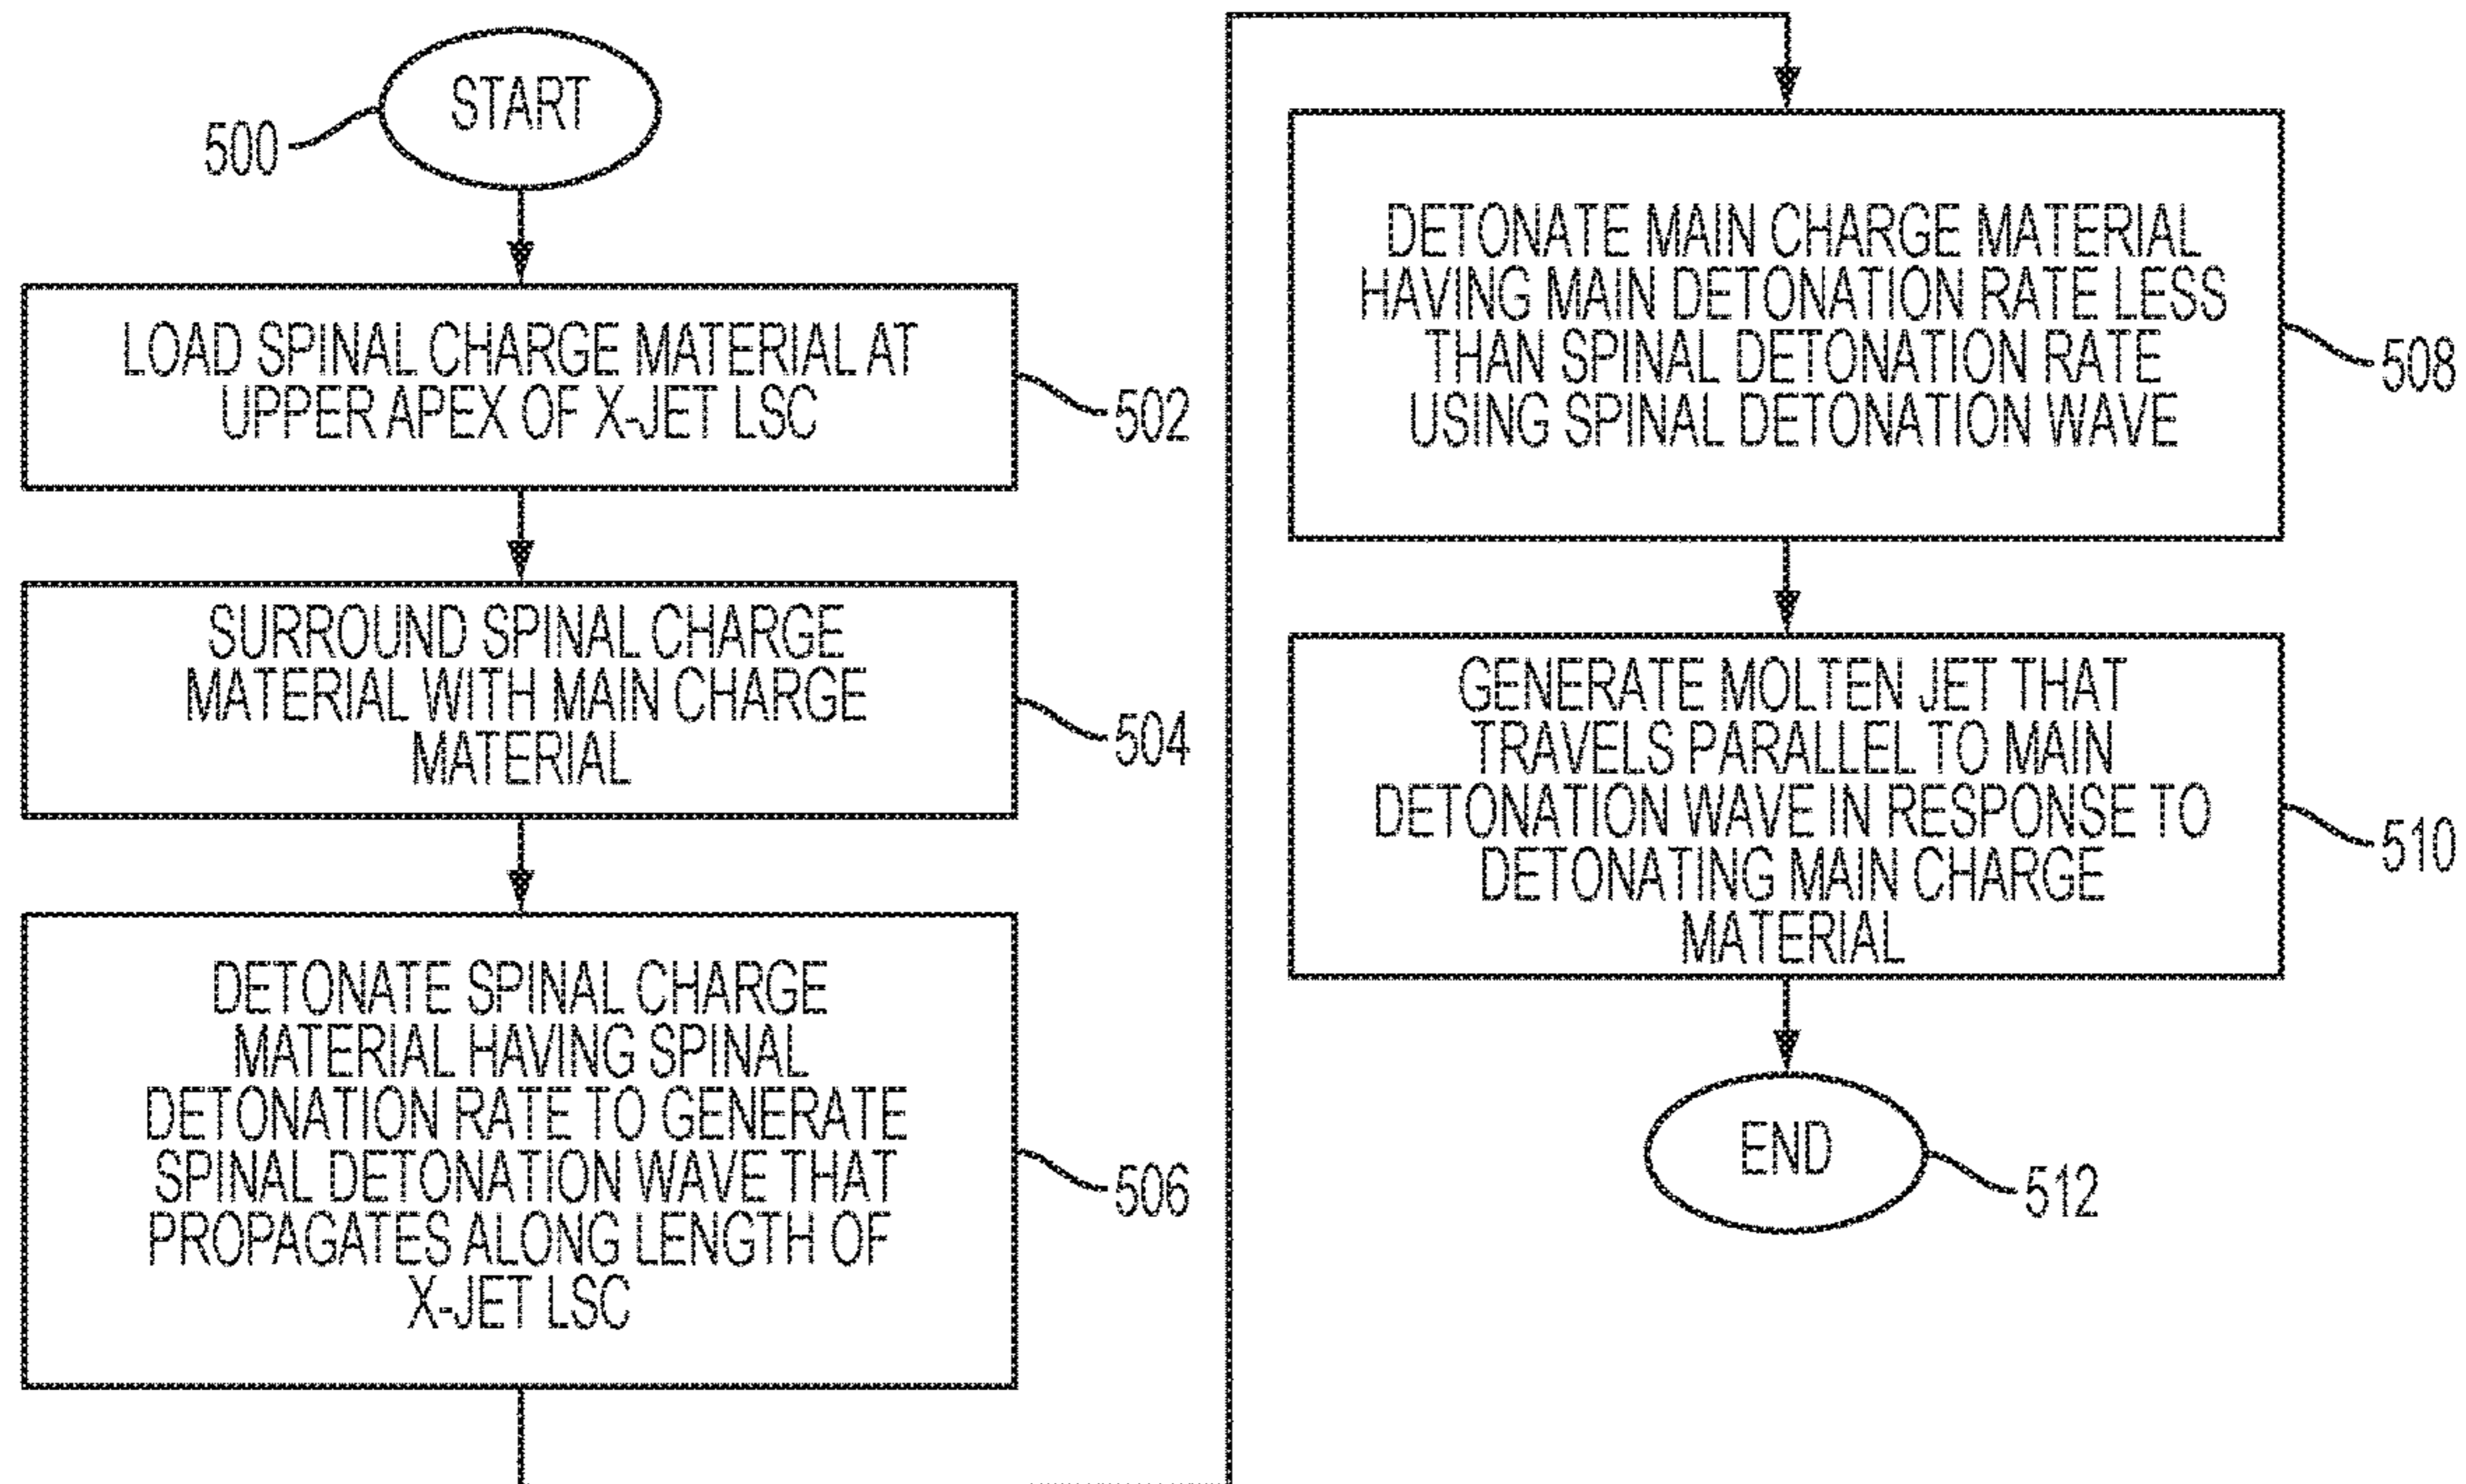 START
500
LOAD SPINAL CHARGE MATERIAL AT
UPPER APEX OF X-JET LSC
502
SURROUND SPINAL CHARGE
MATERIAL WITH MAIN CHARGE
MATERIAL
504
DETONATE SPINAL CHARGE
MATERIAL HAVING SPINAL
DETONATION RATE TO GENERATE
SPINAL DETONATION WAVE THAT
PROPAGATES ALONG LENGTH OF
X-JET LSC
506
DETONATE MAIN CHARGE MATERIAL
HAVING MAIN DETONATION RATE LESS
THAN SPINAL DETONATION RATE
USING SPINAL DETONATION WAVE
508
GENERATE MOLTEN JET THAT
TRAVELS PARALLEL TO MAIN
DETONATION WAVE IN RESPONSE TO
DETONATING MAIN CHARGE
MATERIAL
510
END
512